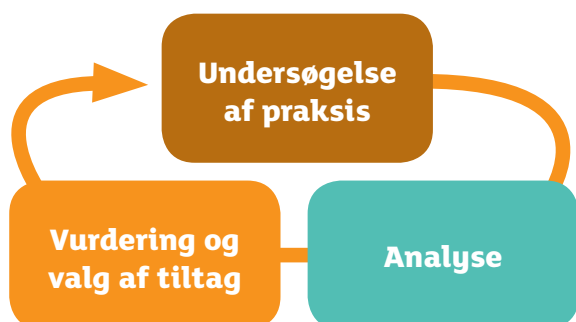 Undersøgelse
af praksis
Vurdering og
valg af tiltag
Analyse